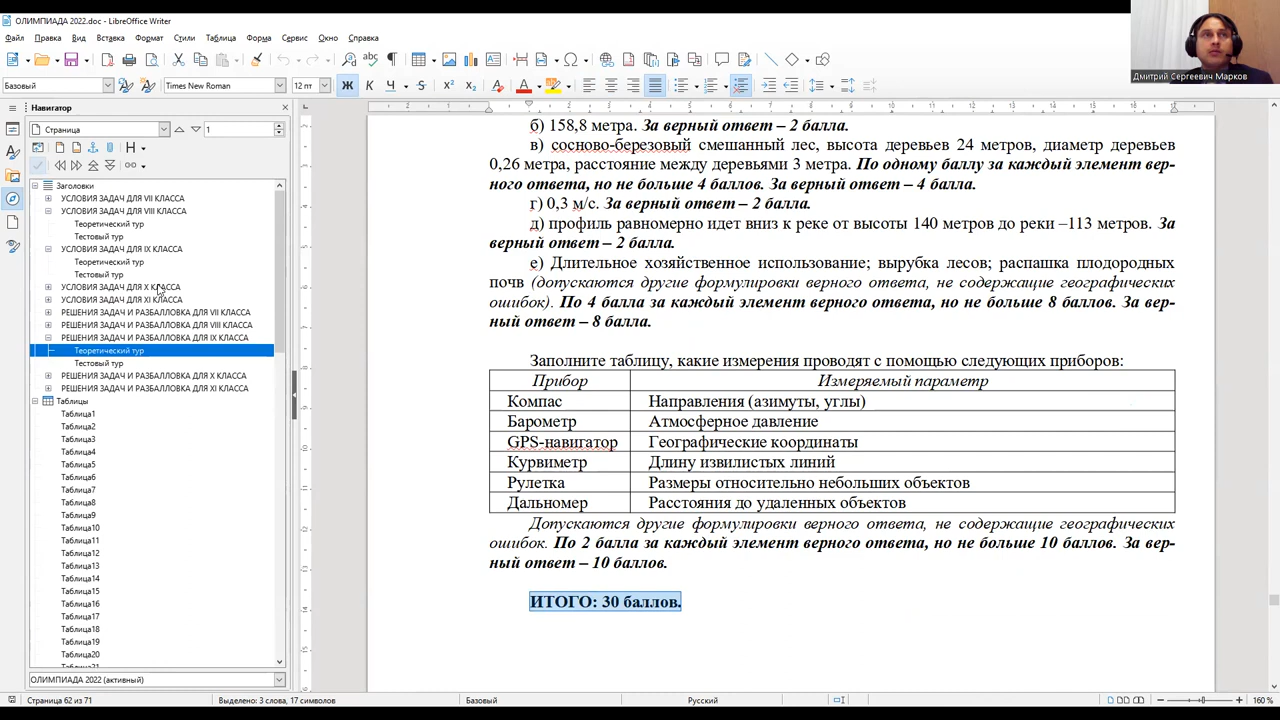 ОЛИМПИАДА 2022.doc - LibreOffice Writer
Файл Правка Вид Вставка Формат Стили Таблица Форма Сервис Окно Справка
Дмитрий Сергеевич Марков
Базовый Times New Roman 12 пт Ж К Ч S X² X₂ A
Навигатор
Страница 1
Заголовки
УСЛОВИЯ ЗАДАЧ ДЛЯ VII КЛАССА
УСЛОВИЯ ЗАДАЧ ДЛЯ VIII КЛАССА
Теоретический тур
Тестовый тур
УСЛОВИЯ ЗАДАЧ ДЛЯ IX КЛАССА
Теоретический тур
Тестовый тур
УСЛОВИЯ ЗАДАЧ ДЛЯ X КЛАССА
УСЛОВИЯ ЗАДАЧ ДЛЯ XI КЛАССА
РЕШЕНИЯ ЗАДАЧ И РАЗБАЛЛОВКА ДЛЯ VII КЛАССА
РЕШЕНИЯ ЗАДАЧ И РАЗБАЛЛОВКА ДЛЯ VIII КЛАССА
РЕШЕНИЯ ЗАДАЧ И РАЗБАЛЛОВКА ДЛЯ IX КЛАССА
Теоретический тур
Тестовый тур
РЕШЕНИЯ ЗАДАЧ И РАЗБАЛЛОВКА ДЛЯ X КЛАССА
РЕШЕНИЯ ЗАДАЧ И РАЗБАЛЛОВКА ДЛЯ XI КЛАССА
Таблицы
Таблица1
Таблица2
Таблица3
Таблица4
Таблица5
Таблица6
Таблица7
Таблица8
Таблица9
Таблица10
Таблица11
Таблица12
Таблица13
Таблица14
Таблица15
Таблица16
Таблица17
Таблица18
Таблица19
Таблица20
Таблица21
ОЛИМПИАДА 2022 (активный)
б) 158,8 метра. За верный ответ – 2 балла.
в) сосново-березовый смешанный лес, высота деревьев 24 метров, диаметр деревьев
0,26 метра, расстояние между деревьями 3 метра. По одному баллу за каждый элемент вер-
ного ответа, но не больше 4 баллов. За верный ответ – 4 балла.
г) 0,3 м/с. За верный ответ – 2 балла.
д) профиль равномерно идет вниз к реке от высоты 140 метров до реки –113 метров. За
верный ответ – 2 балла.
е) Длительное хозяйственное использование; вырубка лесов; распашка плодородных
почв (допускаются другие формулировки верного ответа, не содержащие географических
ошибок). По 4 балла за каждый элемент верного ответа, но не больше 8 баллов. За вер-
ный ответ – 8 балла.
Заполните таблицу, какие измерения проводят с помощью следующих приборов:
Прибор Измеряемый параметр
Компас Направления (азимуты, углы)
Барометр Атмосферное давление
GPS-навигатор Географические координаты
Курвиметр Длину извилистых линий
Рулетка Размеры относительно небольших объектов
Дальномер Расстояния до удаленных объектов
Допускаются другие формулировки верного ответа, не содержащие географических
ошибок. По 2 балла за каждый элемент верного ответа, но не больше 10 баллов. За вер-
ный ответ – 10 баллов.
ИТОГО: 30 баллов.
Страница 62 из 71 Выделено: 3 слова, 17 символов Базовый Русский 160 %